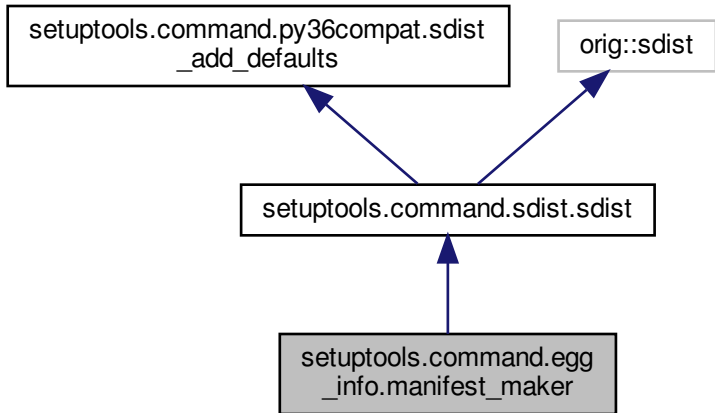 setuptools.command.py36compat.sdist
_add_defaults
orig::sdist
setuptools.command.sdist.sdist
setuptools.command.egg
_info.manifest_maker